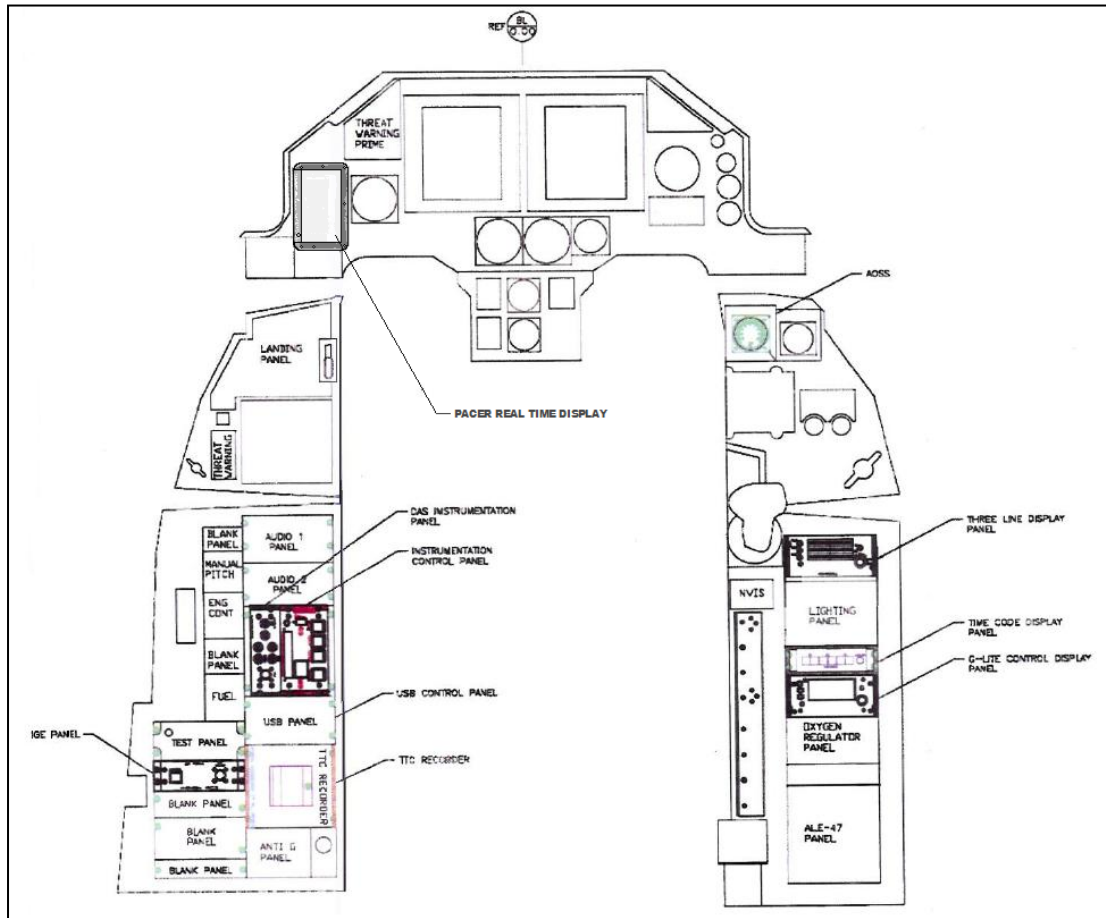 REF
BL
0.00
THREAT
WARNING
PRIME
AOSS
LANDING
PANEL
PACER REAL TIME DISPLAY
THREAT
WARNING
DAS INSTRUMENTATION
PANEL
INSTRUMENTATION
CONTROL PANEL
BLANK
PANEL
AUDIO 1
PANEL
MANUAL
PITCH
AUDIO 2
PANEL
ENG
CONT
BLANK
PANEL
FUEL
USB CONTROL PANEL
USB PANEL
IGE PANEL
TEST PANEL
TTC RECORDER
TTC RECORDER
BLANK PANEL
BLANK
PANEL
ANTI G
PANEL
BLANK PANEL
THREE LINE DISPLAY
PANEL
NVIS
LIGHTING
PANEL
TIME CODE DISPLAY
PANEL
G-LITE CONTROL DISPLAY
PANEL
OXYGEN
REGULATOR
PANEL
ALE-47
PANEL